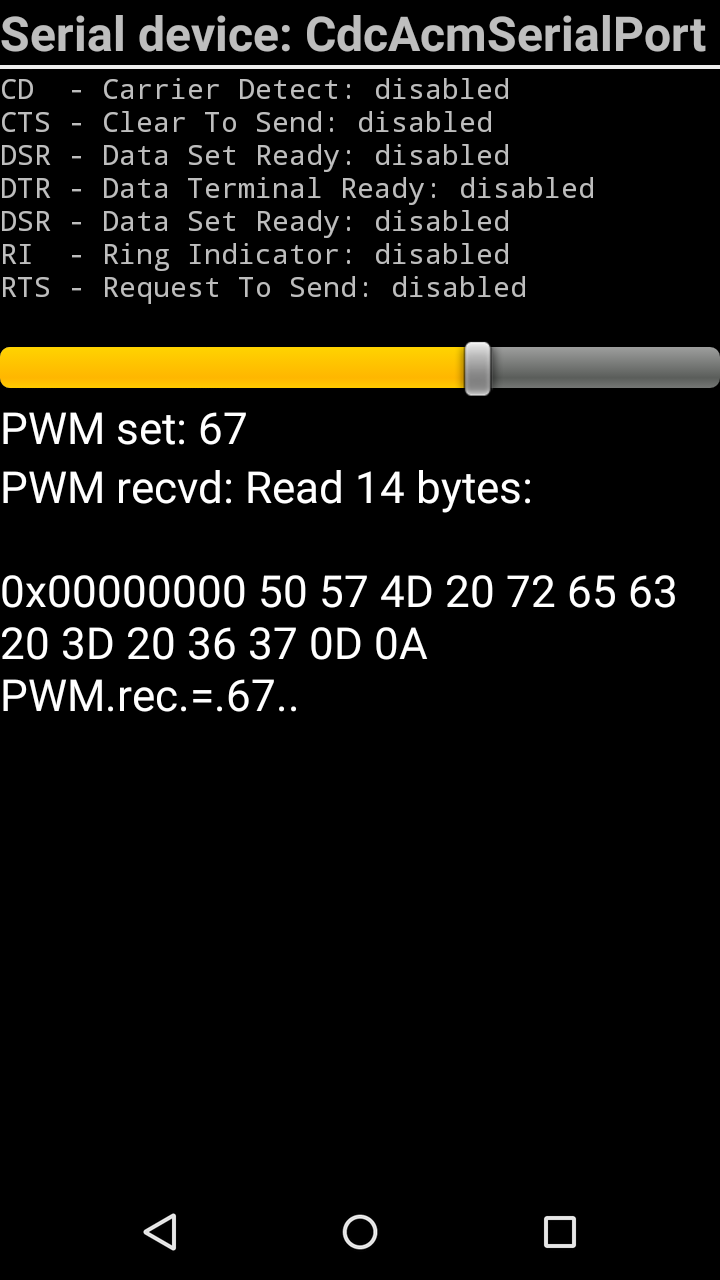 Serial device: CdcAcmSerialPort
CD  - Carrier Detect: disabled
CTS - Clear To Send: disabled
DSR - Data Set Ready: disabled
DTR - Data Terminal Ready: disabled
DSR - Data Set Ready: disabled
RI  - Ring Indicator: disabled
RTS - Request To Send: disabled
PWM set: 67
PWM recvd: Read 14 bytes:
0x00000000 50 57 4D 20 72 65 63
20 3D 20 36 37 0D 0A
PWM.rec.=.67..